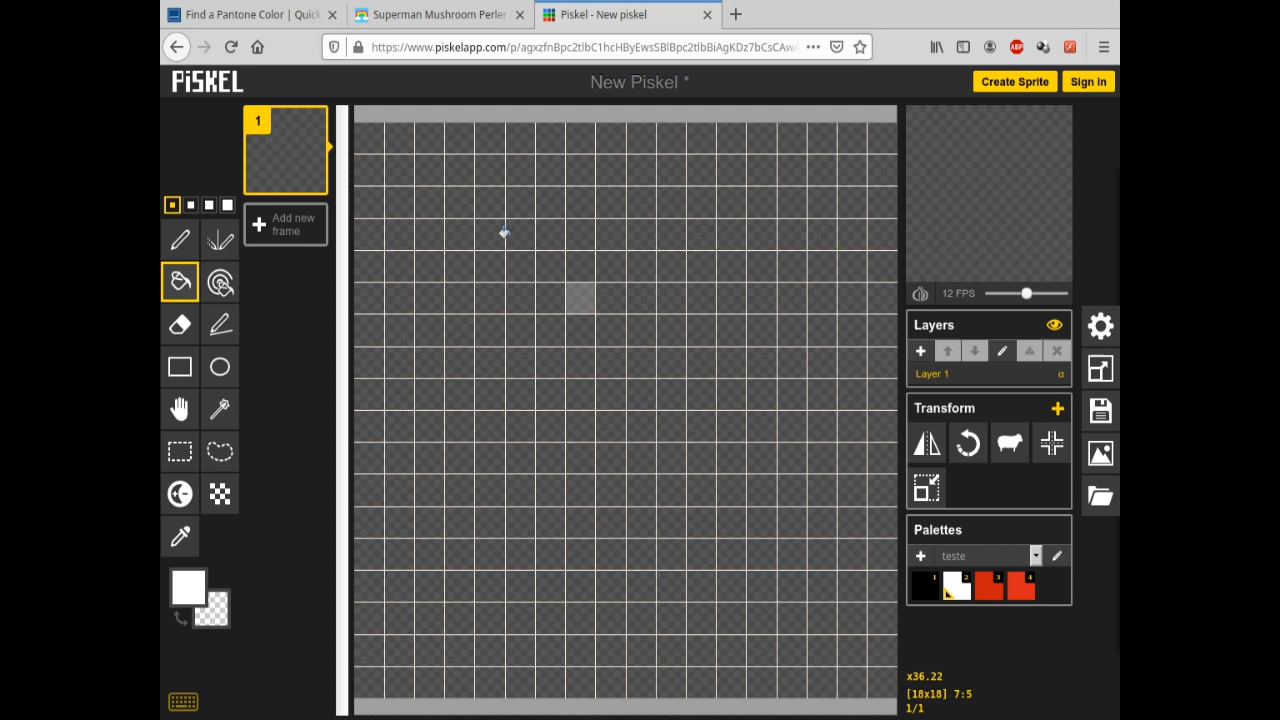 Find a Pantone Color | Quick
Superman Mushroom Perler
Piskel - New piskel
https://www.piskelapp.com/p/agxzfnBpc2tlbC1hcHByEwsSBlBpc2tlbBiAgKDz7bCsCAw/
ABP
PiSKEL
New Piskel *
Create Sprite
Sign in
1
Add new
frame
12 FPS
Layers
Layer 1
α
Transform
Palettes
teste
1
2
3
4
x36.22
[18x18] 7:5
1/1